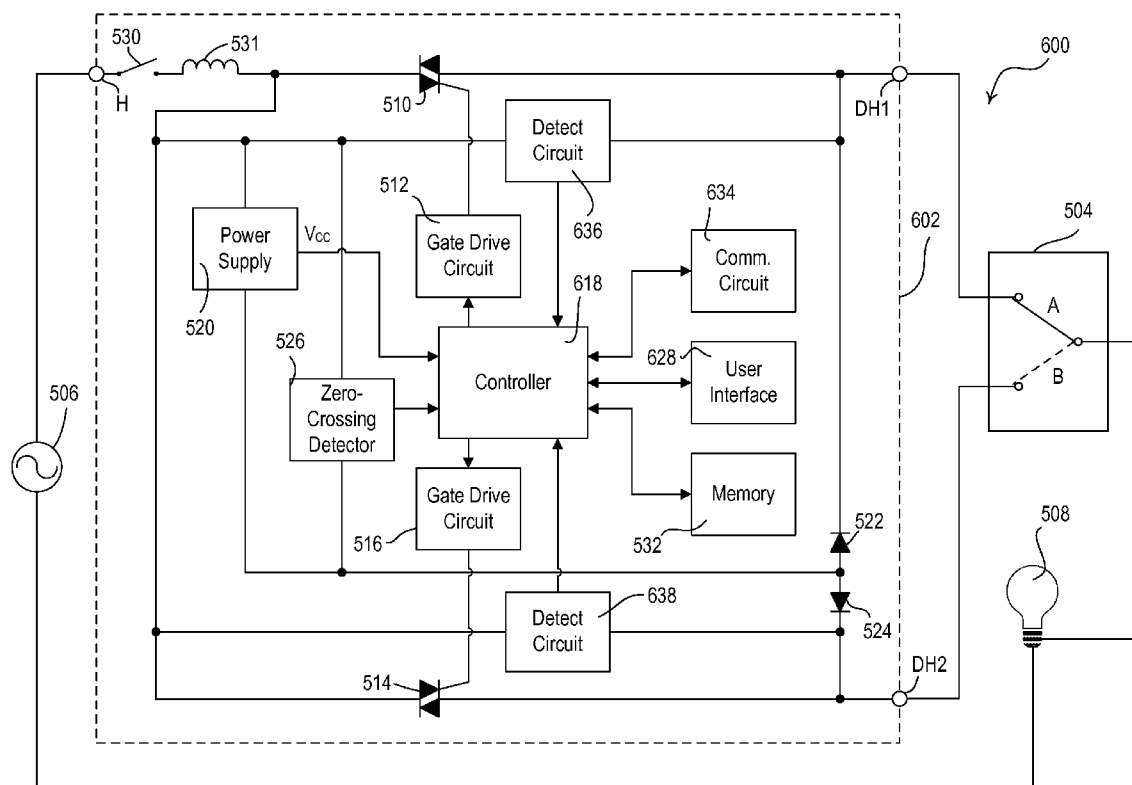 530
531
600
H
510
DH1
Detect
Circuit
512
636
634
602
504
Power
Supply
Vcc
Gate Drive
Circuit
Comm.
Circuit
618
A
520
526
628
User
Interface
B
Controller
Zero-
Crossing
Detector
506
Gate Drive
Circuit
Memory
516
532
522
508
638
524
Detect
Circuit
514
DH2